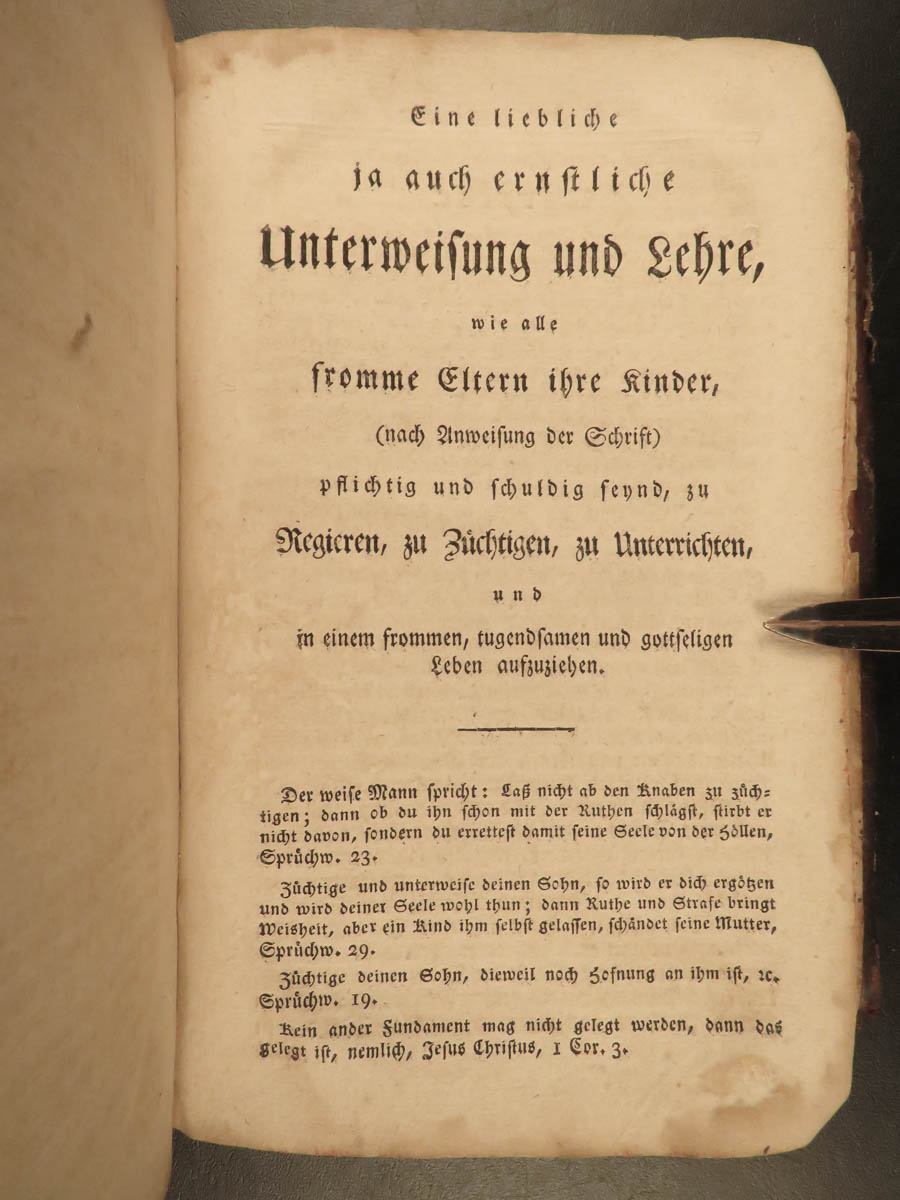 Eine liebliche
ja auch ernſtliche
Unterweiſung und Lehre,
wie alle
fromme Eltern ihre Kinder,
(nach Anweiſung der Schrift)
pflichtig und ſchuldig ſeynd, zu
Regieren, zu Züchtigen, zu Unterrichten,
und
in einem frommen, tugendſamen und gottſeligen
Leben aufzuziehen.
Der weiſe Mann ſpricht: Laß nicht ab den Knaben zu züch-
tigen; dann ob du ihn ſchon mit der Ruthen ſchlägſt, ſtirbt er
nicht davon, ſondern du erretteſt damit ſeine Seele von der Höllen,
Sprüchw. 23.
Züchtige und unterweiſe deinen Sohn, ſo wird er dich ergötzen
und wird deiner Seele wohl thun; dann Ruthe und Strafe bringt
Weisheit, aber ein Kind ihm ſelbſt gelaſſen, ſchändet ſeine Mutter,
Sprüchw. 29.
Züchtige deinen Sohn, dieweil noch Hofnung an ihm iſt, ꝛc.
Sprüchw. 19.
Kein ander Fundament mag nicht gelegt werden, dann das
gelegt iſt, nemlich, Jeſus Chriſtus, 1 Cor. 3.